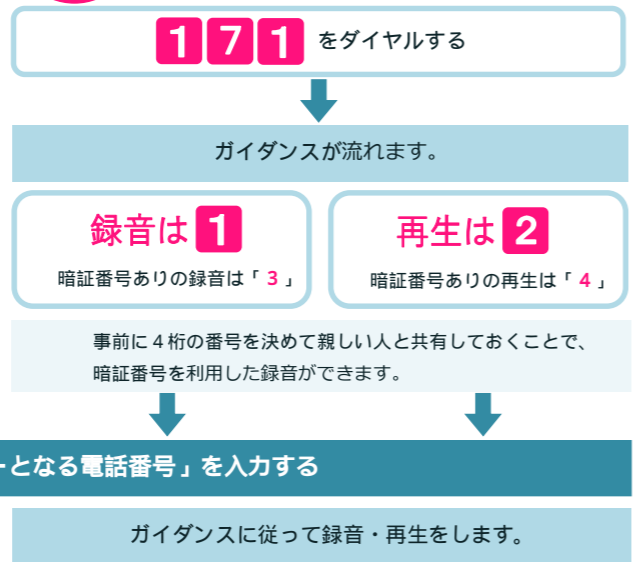 171 をダイヤルする
ガイダンスが流れます。
録音は 1
暗証番号ありの録音は「 3 」
再生は 2
暗証番号ありの再生は「 4 」
事前に4桁の番号を決めて親しい人と共有しておくことで、
暗証番号を利用した録音ができます。
となる電話番号」を入力する
ガイダンスに従って録音・再生をします。